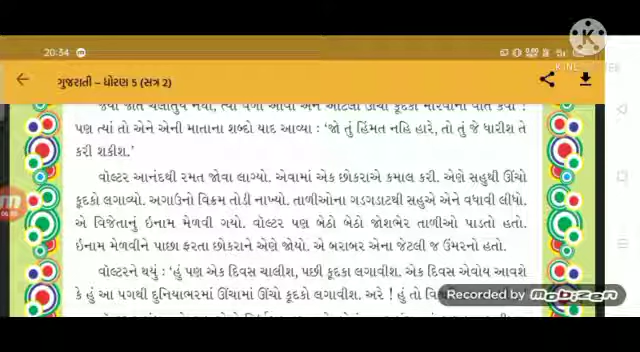 20:34
KINEMASTER
ગુજરાતી – ધોરણ 5 (સત્ર 2)
પણ ત્યાં તો એને એની માતાના શબ્દો યાદ આવ્યા : ‘જો તું હિંમત નહિ હારે, તો તું જે ધારીશ તે
કરી શકીશ.’
વોલ્ટર આનંદથી રમત જોવા લાગ્યો. એવામાં એક છોકરાએ કમાલ કરી. એણે સહુથી ઊંચો
કૂદકો લગાવ્યો. અગાઉનો વિક્રમ તોડી નાખ્યો. તાળીઓના ગડગડાટથી સહુએ એને વધાવી લીધો.
એ વિજેતાનું ઇનામ મેળવી ગયો. વોલ્ટર પણ બેઠો બેઠો જોશભેર તાળીઓ પાડતો હતો.
ઇનામ મેળવીને પાછા ફરતા છોકરાને એણે જોયો. એ બરાબર એના જેટલી જ ઉંમરનો હતો.
વોલ્ટરને થયું : ‘હું પણ એક દિવસ ચાલીશ, પછી કૂદકા લગાવીશ. એક દિવસ એવોય આવશે
કે હું આ પગથી દુનિયાભરમાં ઊંચામાં ઊંચો કૂદકો લગાવીશ. અરે ! હું તો
Recorded by mobizen